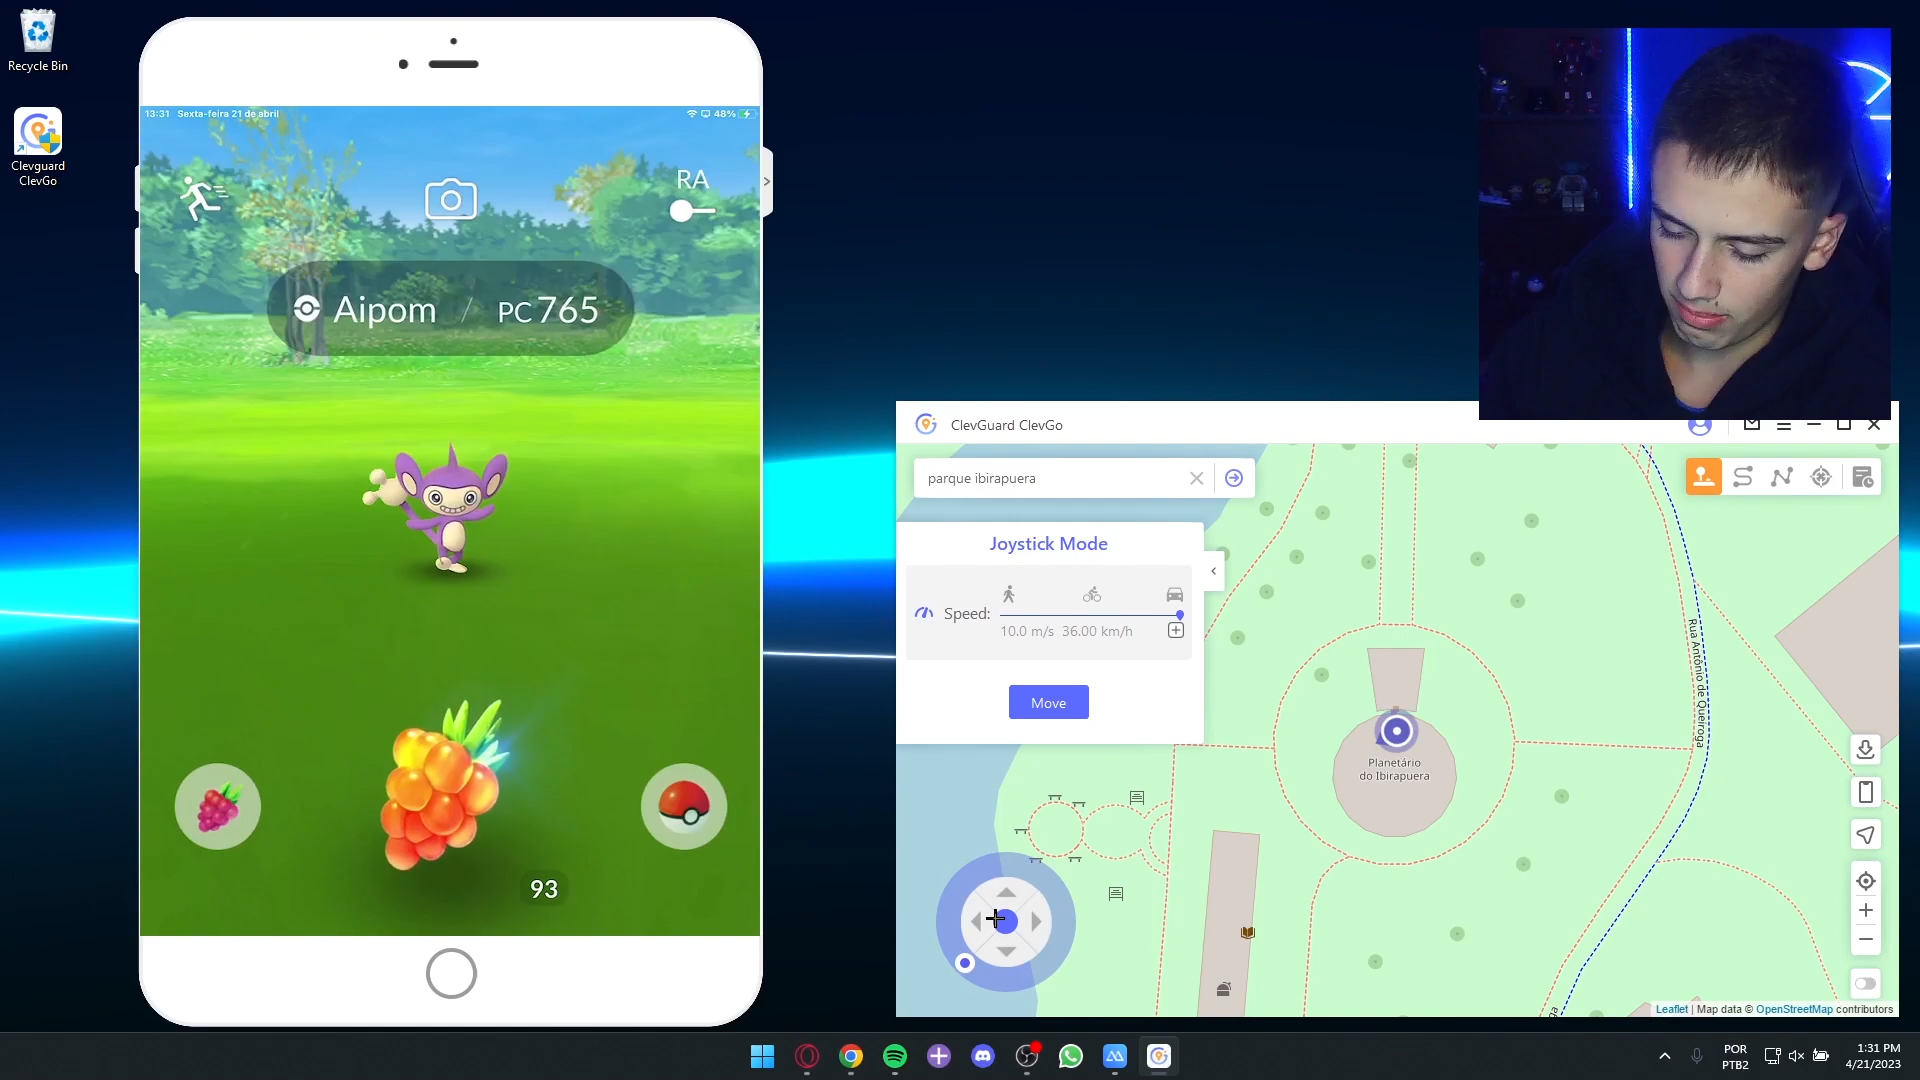 Recycle Bin
Clevguard
ClevGo
13:31 Sexta-feira 21 de abril
48%
RA
Aipom / PC765
93
ClevGuard ClevGo
parque ibirapuera
Joystick Mode
Speed:
10.0 m/s 36.00 km/h
Move
Rua Antônio de Queiroga
Planetário
do Ibirapuera
Leaflet | Map data © OpenStreetMap contributors
POR
PTB2
1:31 PM
4/21/2023